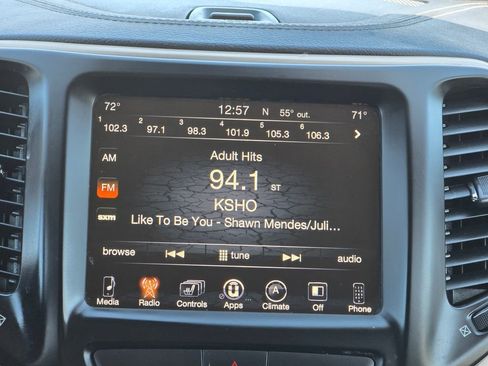 72° 12:57 N 55° out. 71°
1 102.3 2 97.1 3 98.3 4 101.9 5 105.3 6 106.3
AM
Adult Hits
FM
94.1 ST
KSHO
sxm
Like To Be You - Shawn Mendes/Juli...
browse tune audio
Media Radio Controls Apps Climate Off Phone